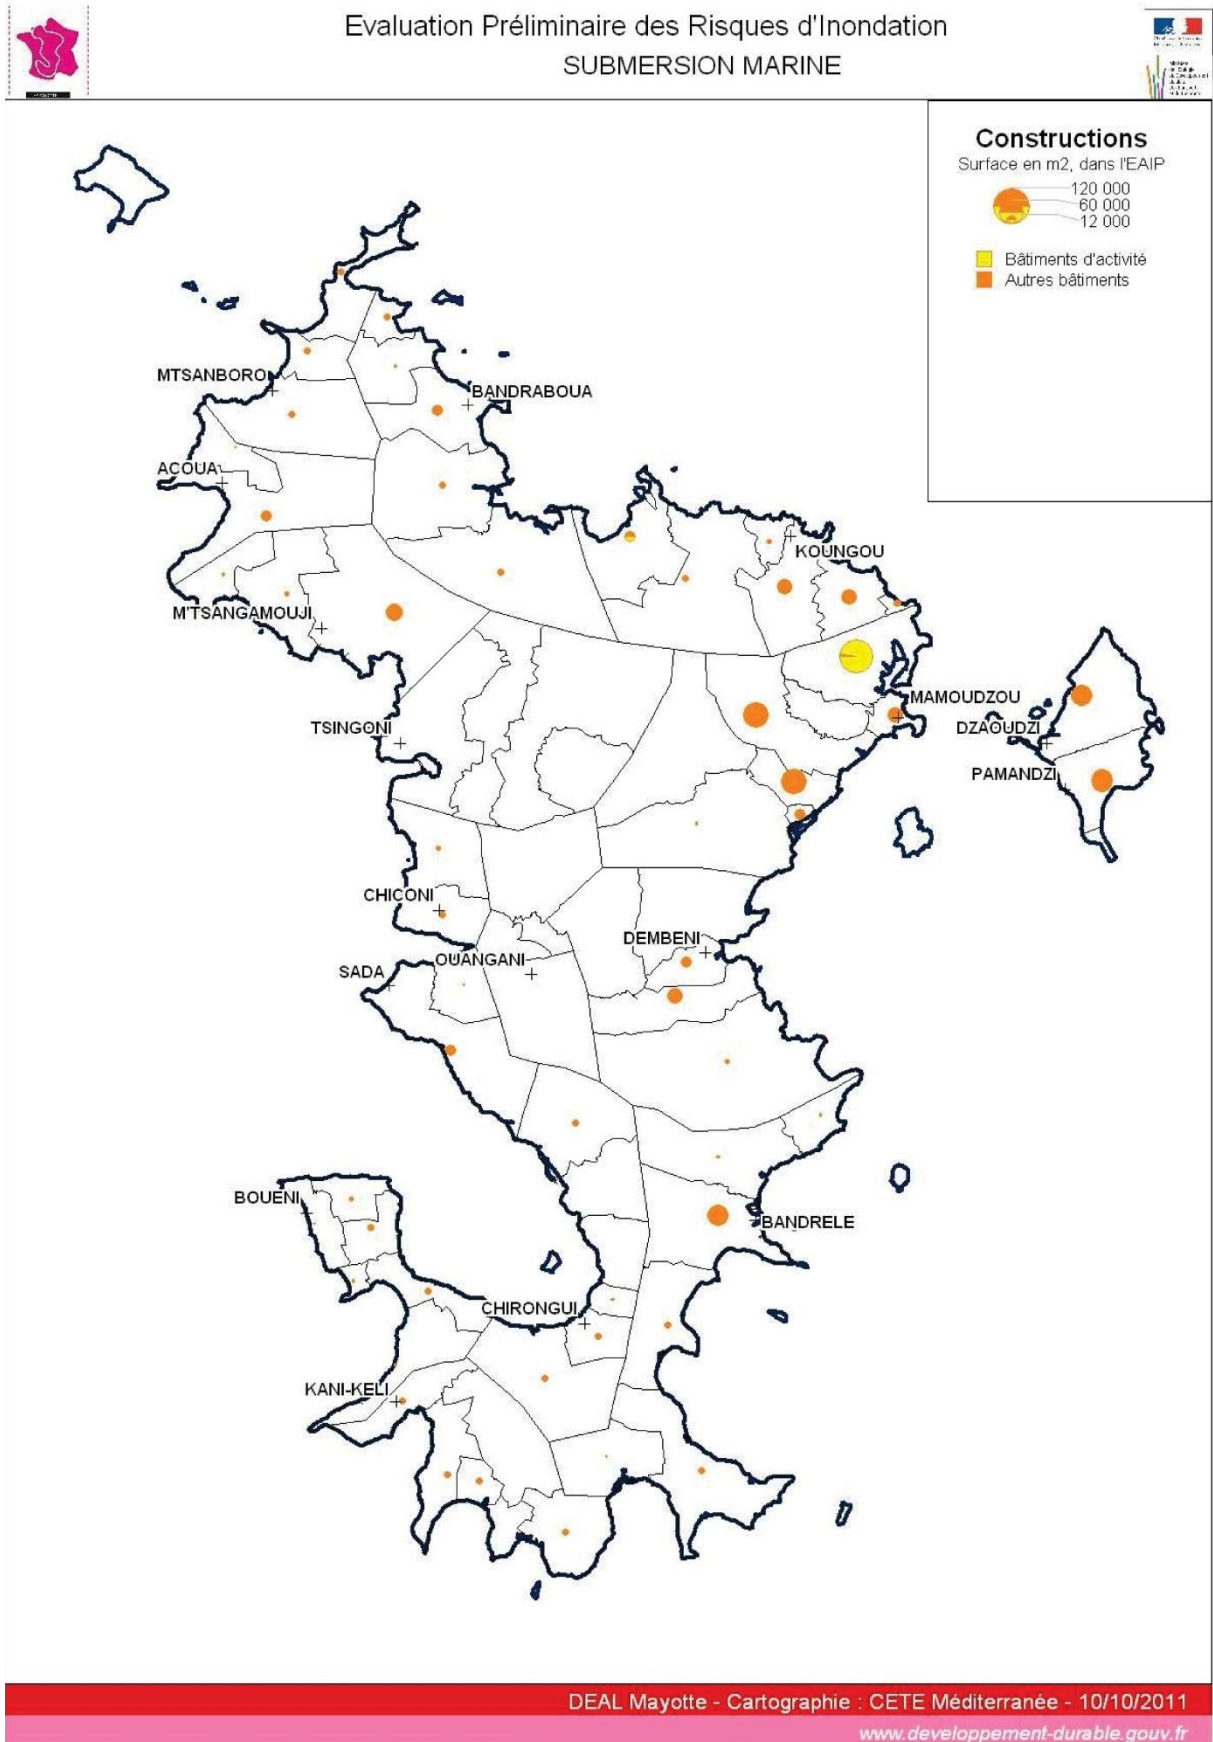 Evaluation Préliminaire des Risques d'Inondation
SUBMERSION MARINE
Constructions
Surface en m2, dans l'EAIP
120 000
60 000
12 000
Bâtiments d'activité
Autres bâtiments
MTSANBORO
BANDRABOUA
ACOUA
KOUNGOU
M'TSANGAMOUJI
MAMOUDZOU
TSINGONI
DZAOUDZI
PAMANDZI
CHICONI
DEMBENI
OUANGANI
SADA
BOUENI
BANDRELE
CHIRONGUI
KANI-KELI
DEAL Mayotte - Cartographie : CETE Méditerranée - 10/10/2011
www.developpement-durable.gouv.fr